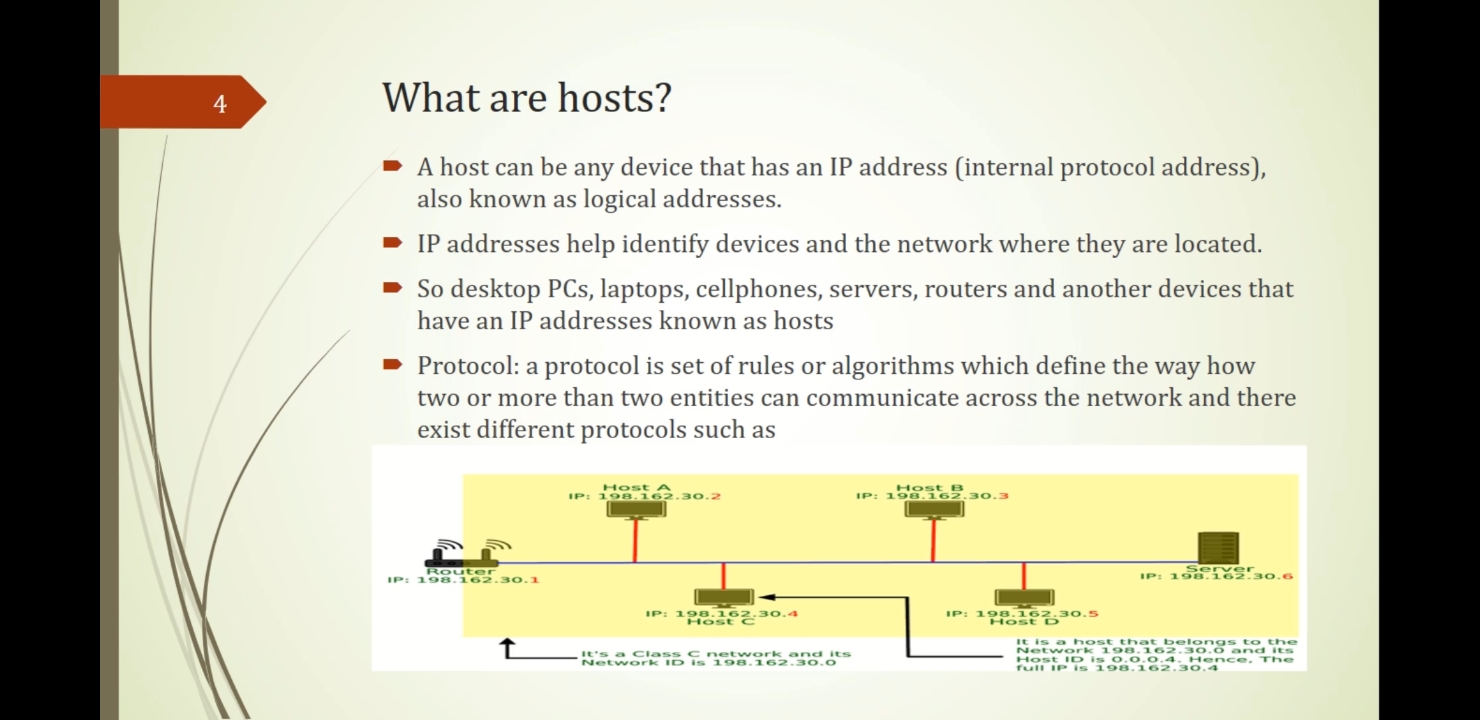 4
What are hosts?
A host can be any device that has an IP address (internal protocol address),
also known as logical addresses.
IP addresses help identify devices and the network where they are located.
So desktop PCs, laptops, cellphones, servers, routers and another devices that
have an IP addresses known as hosts
Protocol: a protocol is set of rules or algorithms which define the way how
two or more than two entities can communicate across the network and there
exist different protocols such as
Host A
IP: 198.162.30.2
Host B
IP: 198.162.30.3
Router
IP: 198.162.30.1
Server
IP: 198.162.30.6
IP: 198.162.30.4
Host C
IP: 198.162.30.5
Host D
It's a Class C network and its
Network ID is 198.162.30.0
It is a host that belongs to the
Network 198.162.30.0 and its
Host ID is 0.0.0.4. Hence, The
full IP is 198.162.30.4